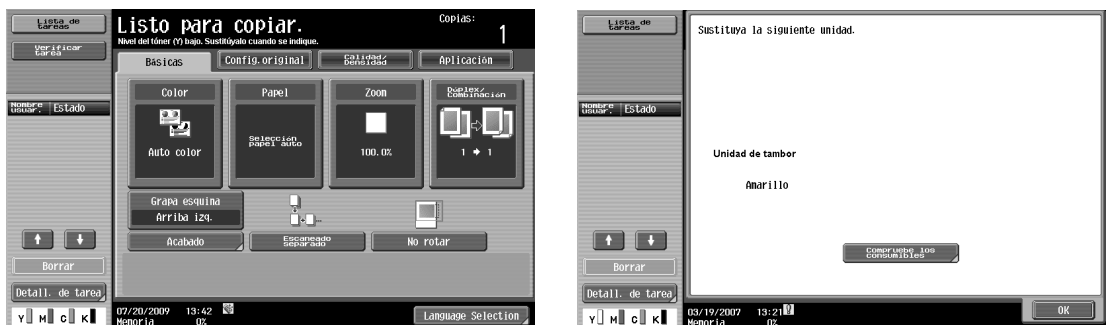 Lista de
tareas
Verificar
tarea
Nombre
usuar.
Estado
Borrar
Detall. de tarea
Y M C K
Listo para copiar.
Nivel del tóner (Y) bajo. Sustitúyalo cuando se indique.
Copias:
1
Básicas
Config.original
Calidad/
Densidad
Aplicación
Color
Auto color
Papel
Selección
papel auto
Zoom
100.0%
Dúplex/
Combinación
1 → 1
Grapa esquina
Arriba izq.
Acabado
Escaneado
separado
No rotar
07/20/2009 13:42
Memoria 0%
Language Selection
Lista de
tareas
Nombre
usuar.
Estado
Borrar
Detall. de tarea
Y M C K
Sustituya la siguiente unidad.
Unidad de tambor
Amarillo
Compruebe los
consumibles
03/19/2007 13:21
Memoria 0%
OK